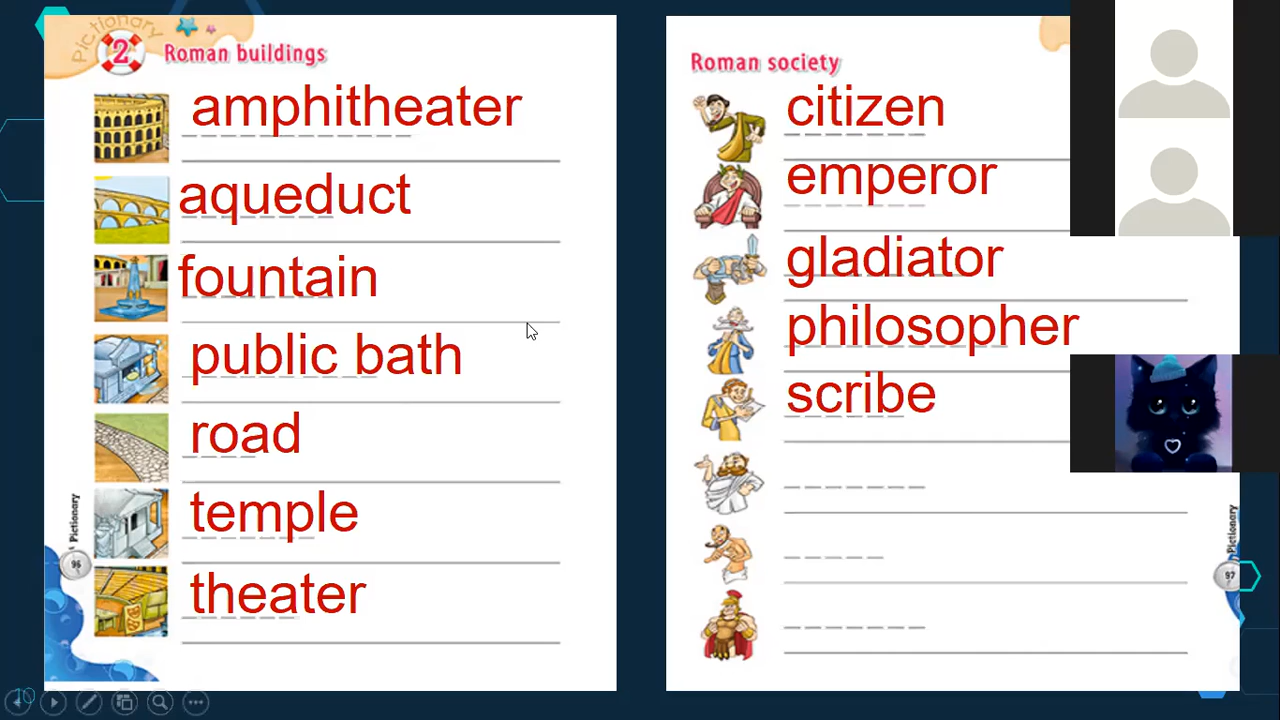 Pictionary
2 Roman buildings
amphitheater
aqueduct
fountain
public bath
road
temple
theater
Pictionary
96
Roman society
citizen
emperor
gladiator
philosopher
scribe
Pictionary
97
10